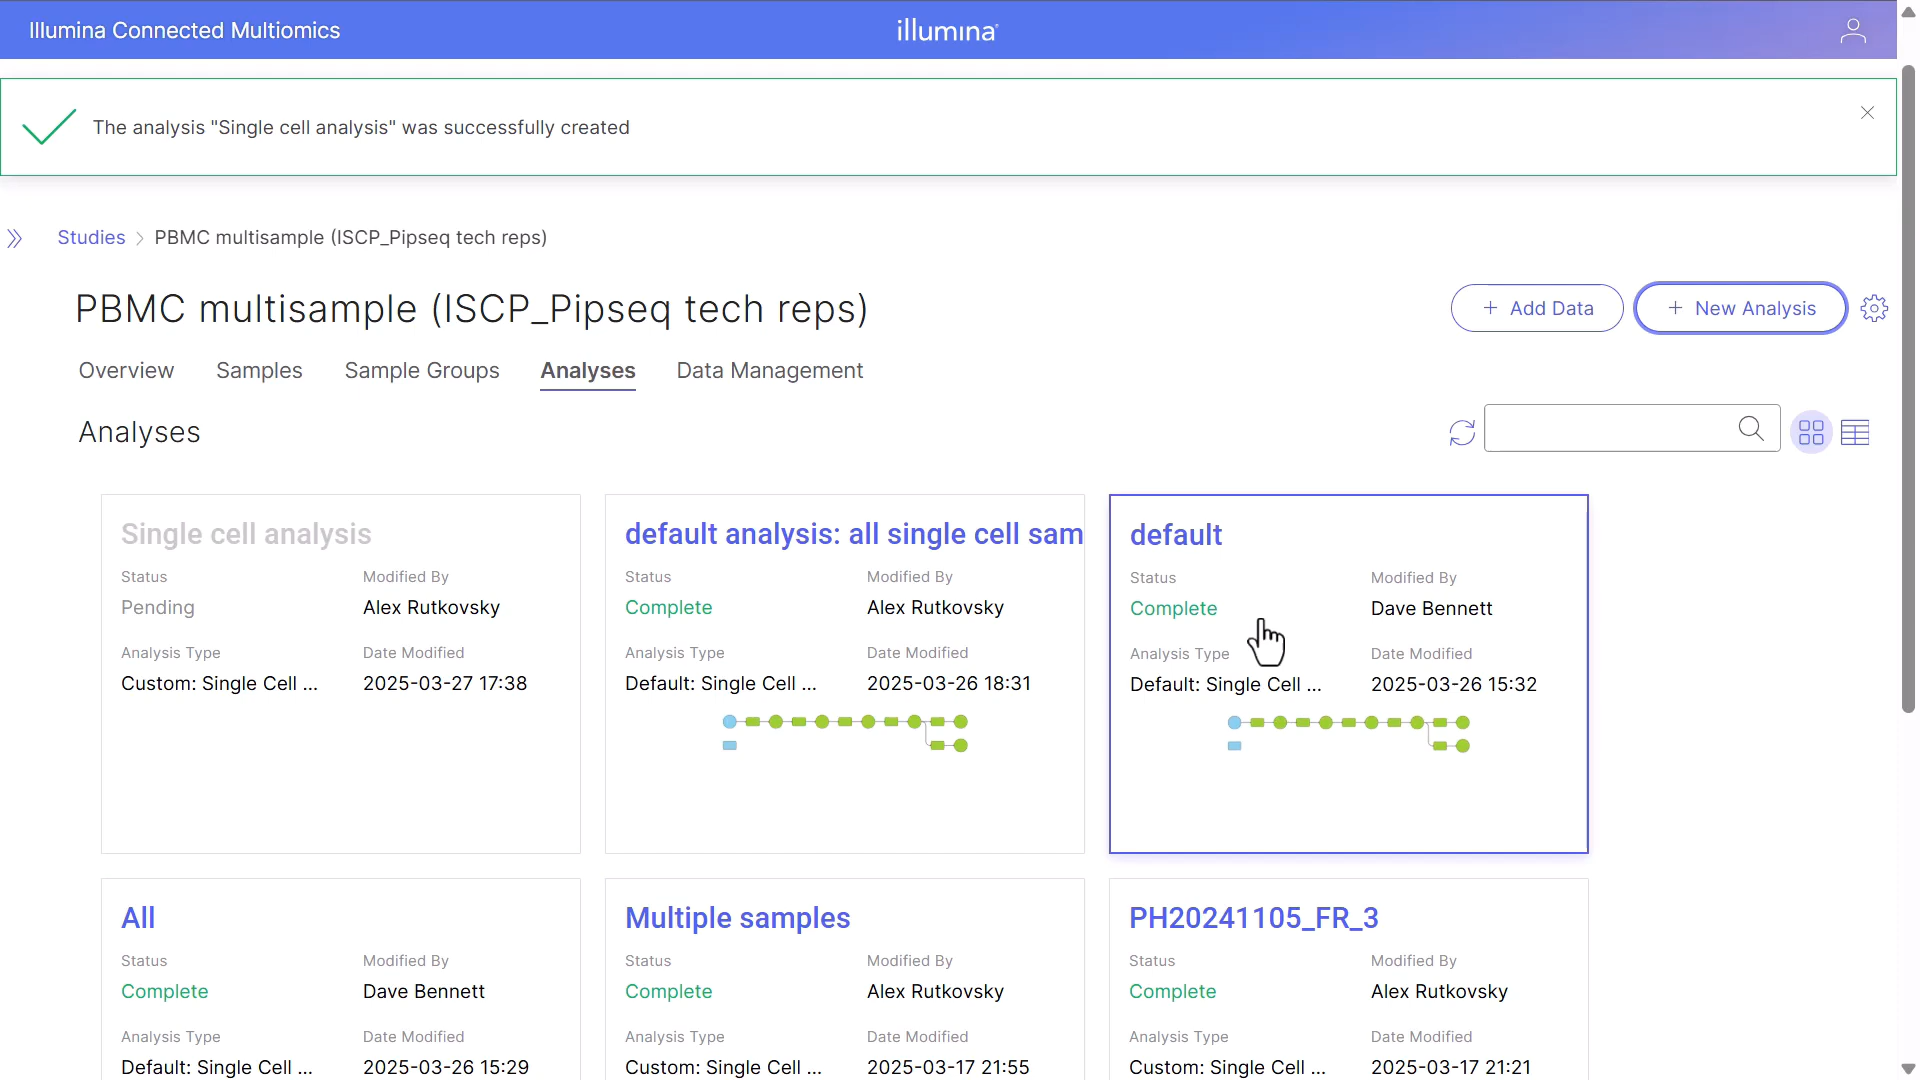 Illumina Connected Multiomics
illumina®
The analysis "Single cell analysis" was successfully created
Studies
PBMC multisample (ISCP_Pipseq tech reps)
PBMC multisample (ISCP_Pipseq tech reps)
+ Add Data
+ New Analysis
Overview
Samples
Sample Groups
Analyses
Data Management
Analyses
Single cell analysis
Status
Modified By
Pending
Alex Rutkovsky
Analysis Type
Date Modified
Custom: Single Cell ...
2025-03-27 17:38
default analysis: all single cell sam
Status
Modified By
Complete
Alex Rutkovsky
Analysis Type
Date Modified
Default: Single Cell ...
2025-03-26 18:31
default
Status
Modified By
Complete
Dave Bennett
Analysis Type
Date Modified
Default: Single Cell ...
2025-03-26 15:32
All
Status
Modified By
Complete
Dave Bennett
Analysis Type
Date Modified
Default: Single Cell ...
2025-03-26 15:29
Multiple samples
Status
Modified By
Complete
Alex Rutkovsky
Analysis Type
Date Modified
Custom: Single Cell ...
2025-03-17 21:55
PH20241105_FR_3
Status
Modified By
Complete
Alex Rutkovsky
Analysis Type
Date Modified
Custom: Single Cell ...
2025-03-17 21:21